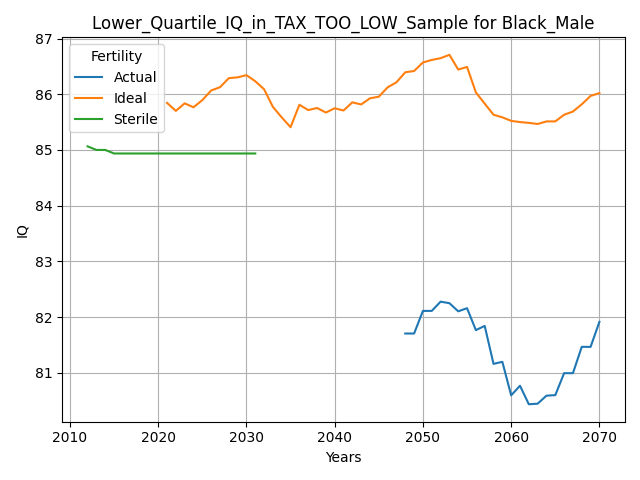 Lower_Quartile_IQ_in_TAX_TOO_LOW_Sample for Black_Male
Fertility
Actual
Ideal
Sterile
87
86
85
84
83
82
81
IQ
2010
2020
2030
2040
2050
2060
2070
Years